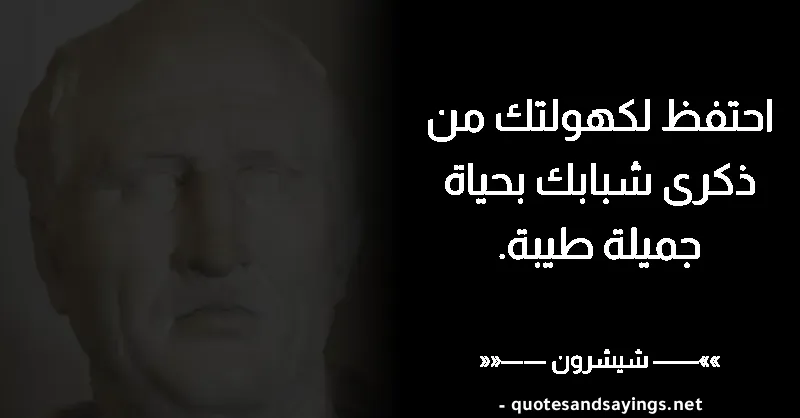 احتفظ لكهولتك من
ذكرى شبابك بحياة
جميلة طيبة.
»»—— شيشرون ——««
- quotesandsayings.net